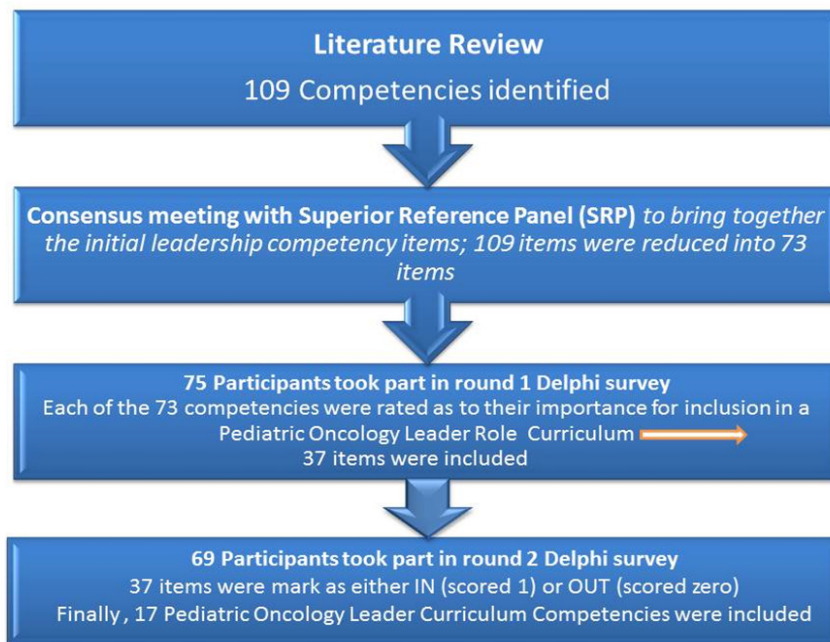 Literature Review
109 Competencies identified
Consensus meeting with Superior Reference Panel (SRP) to bring together
the initial leadership competency items; 109 items were reduced into 73
items
75 Participants took part in round 1 Delphi survey
Each of the 73 competencies were rated as to their importance for inclusion in a
Pediatric Oncology Leader Role Curriculum
37 items were included
69 Participants took part in round 2 Delphi survey
37 items were mark as either IN (scored 1) or OUT (scored zero)
Finally , 17 Pediatric Oncology Leader Curriculum Competencies were included